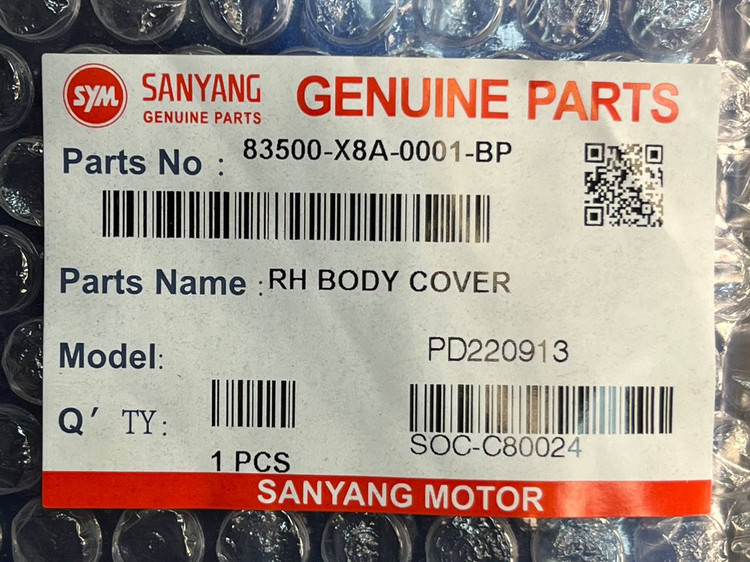 SYM SANYANG GENUINE PARTS
GENUINE PARTS
Parts No : 83500-X8A-0001-BP
Parts Name : RH BODY COVER
Model: PD220913
Q' TY:
1 PCS SOC-C80024
SANYANG MOTOR